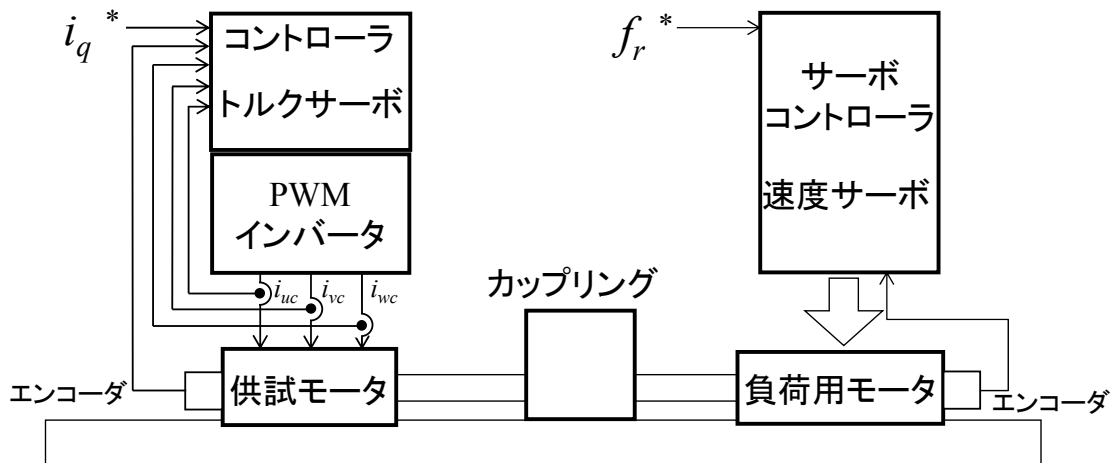 i_q *
コントローラ
トルクサーボ
PWM
インバータ
i_uc
i_vc
i_wc
エンコーダ
供試モータ
カップリング
f_r *
サーボ
コントローラ
速度サーボ
負荷用モータ
エンコーダ